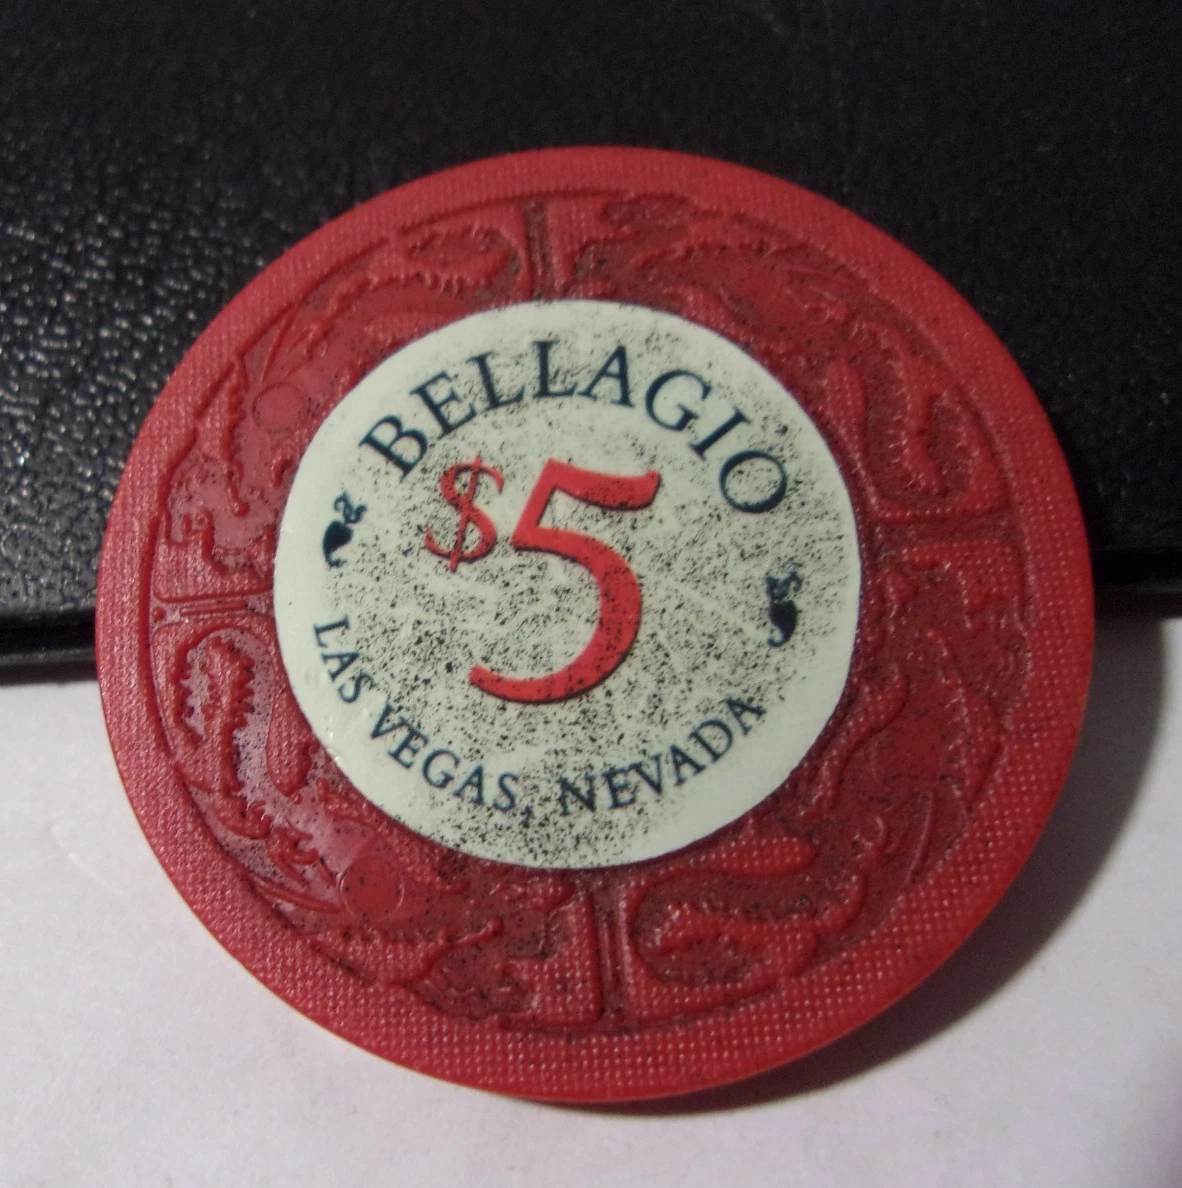 BELLAGIO
$5
LAS VEGAS, NEVADA